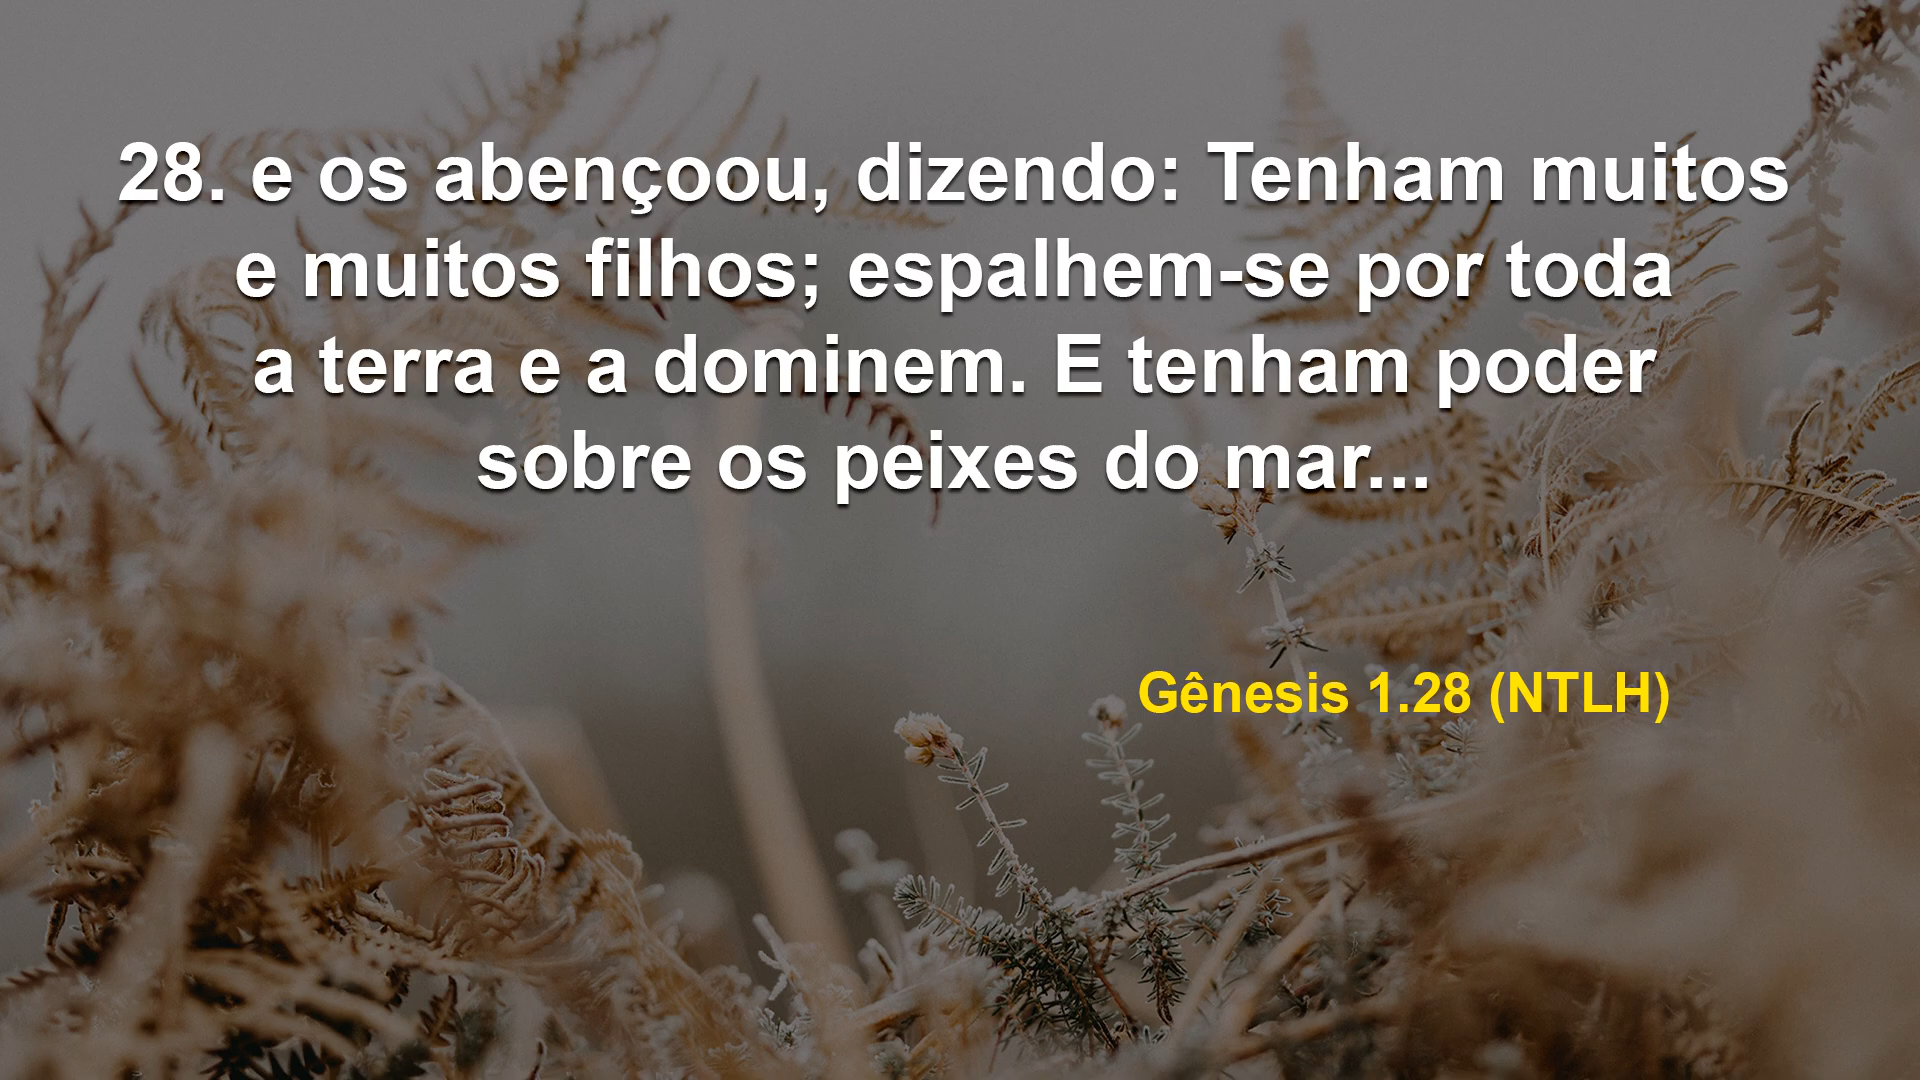 28. e os abençoou, dizendo: Tenham muitos
e muitos filhos; espalhem-se por toda
a terra e a dominem. E tenham poder
sobre os peixes do mar...
Gênesis 1.28 (NTLH)